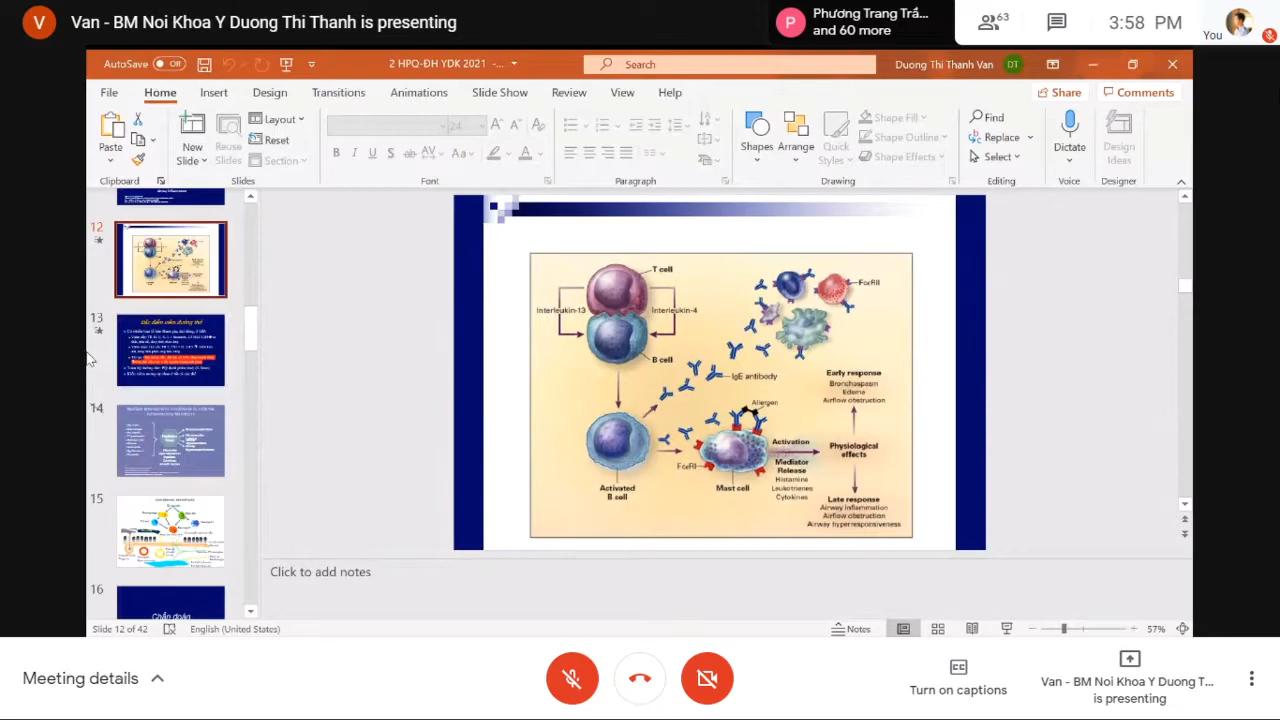 V
Van - BM Noi Khoa Y Duong Thi Thanh is presenting
P
Phương Trang Trầ...
and 60 more
63
3:58 PM
You
AutoSave
Off
2 HPQ-ĐH YDK 2021 -...
Search
Duong Thi Thanh Van
DT
File
Home
Insert
Design
Transitions
Animations
Slide Show
Review
View
Help
Share
Comments
Paste
Clipboard
New
Slide
Reuse
Slides
Layout
Reset
Section
Slides
24
Font
Paragraph
Shapes
Arrange
Quick
Styles
Shape Fill
Shape Outline
Shape Effects
Drawing
Find
Replace
Select
Editing
Dictate
Voice
Design
Ideas
Designer
12
13
14
15
16
Chẩn đoán
T cell
Interleukin-13
Interleukin-4
B cell
FcεRII
IgE antibody
Allergen
FcεRI
Activated
B cell
Mast cell
Activation
Mediator
Release
Histamine
Leukotrienes
Cytokines
Early response
Bronchospasm
Edema
Airflow obstruction
Physiological
effects
Late response
Airway inflammation
Airflow obstruction
Airway hyperresponsiveness
Click to add notes
Slide 12 of 42
English (United States)
Notes
57%
Meeting details
CC
Turn on captions
Van - BM Noi Khoa Y Duong T...
is presenting